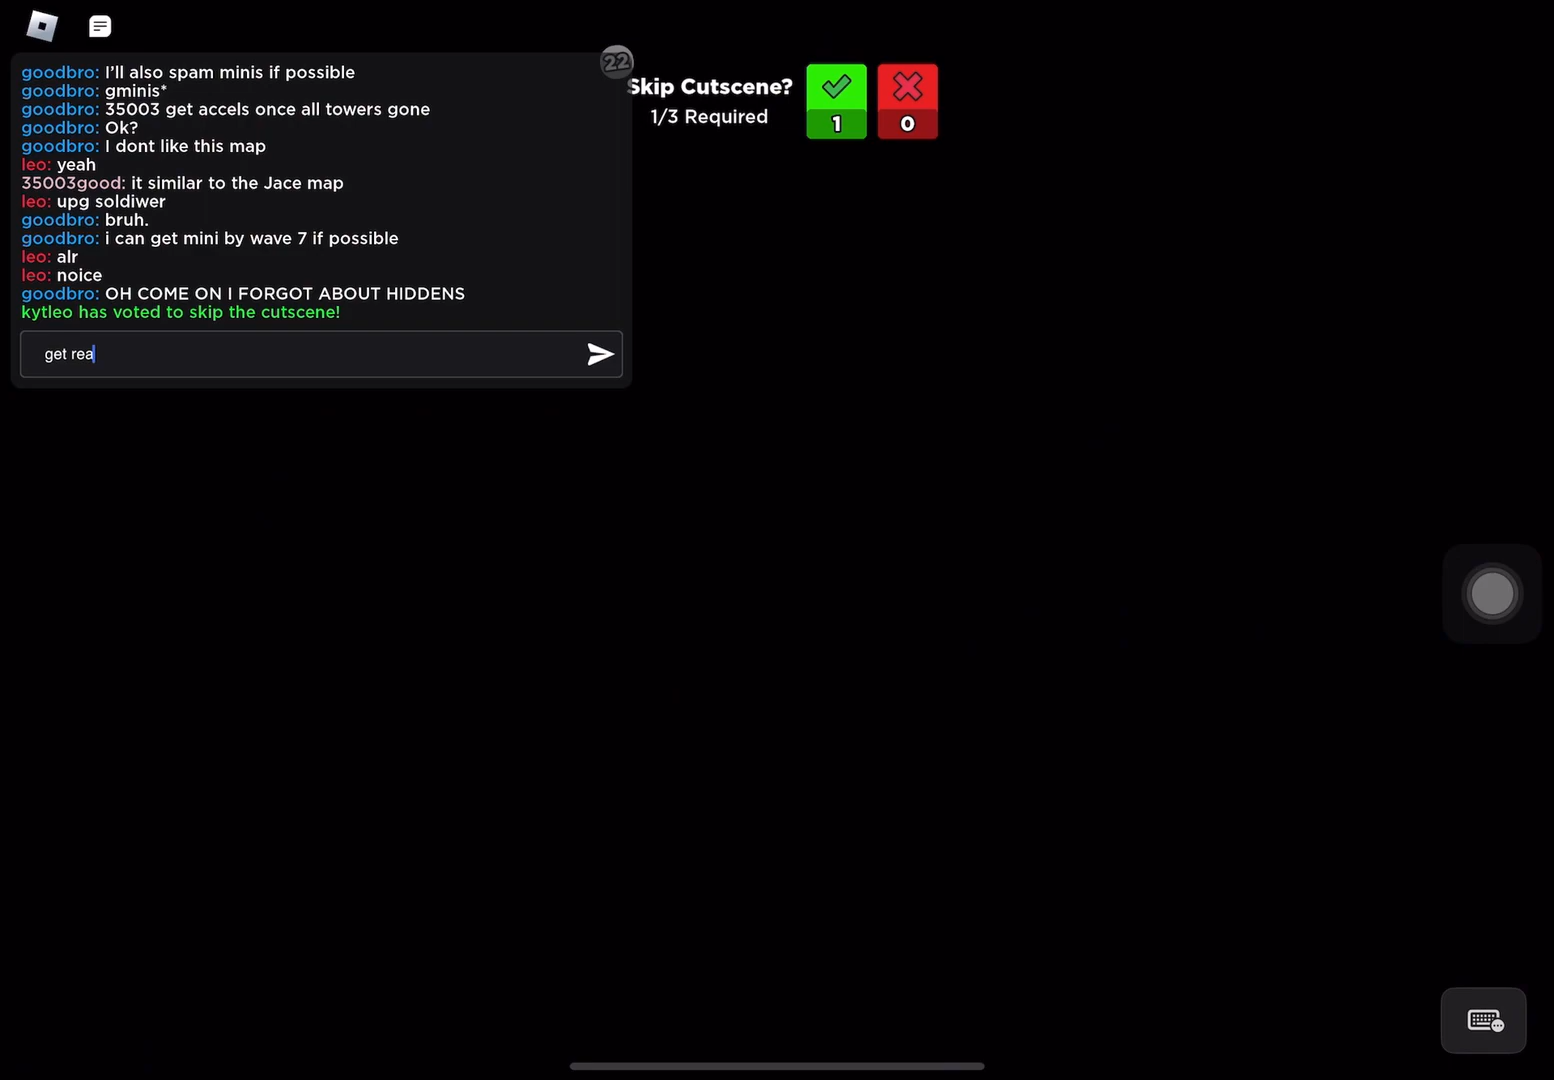 goodbro: I'll also spam minis if possible
22
goodbro: gminis*
goodbro: 35003 get accels once all towers gone
goodbro: Ok?
goodbro: I dont like this map
leo: yeah
35003good: it similar to the Jace map
leo: upg soldiwer
goodbro: bruh.
goodbro: i can get mini by wave 7 if possible
leo: alr
leo: noice
goodbro: OH COME ON I FORGOT ABOUT HIDDENS
kytleo has voted to skip the cutscene!
get rea
Skip Cutscene?
1/3 Required
1
0